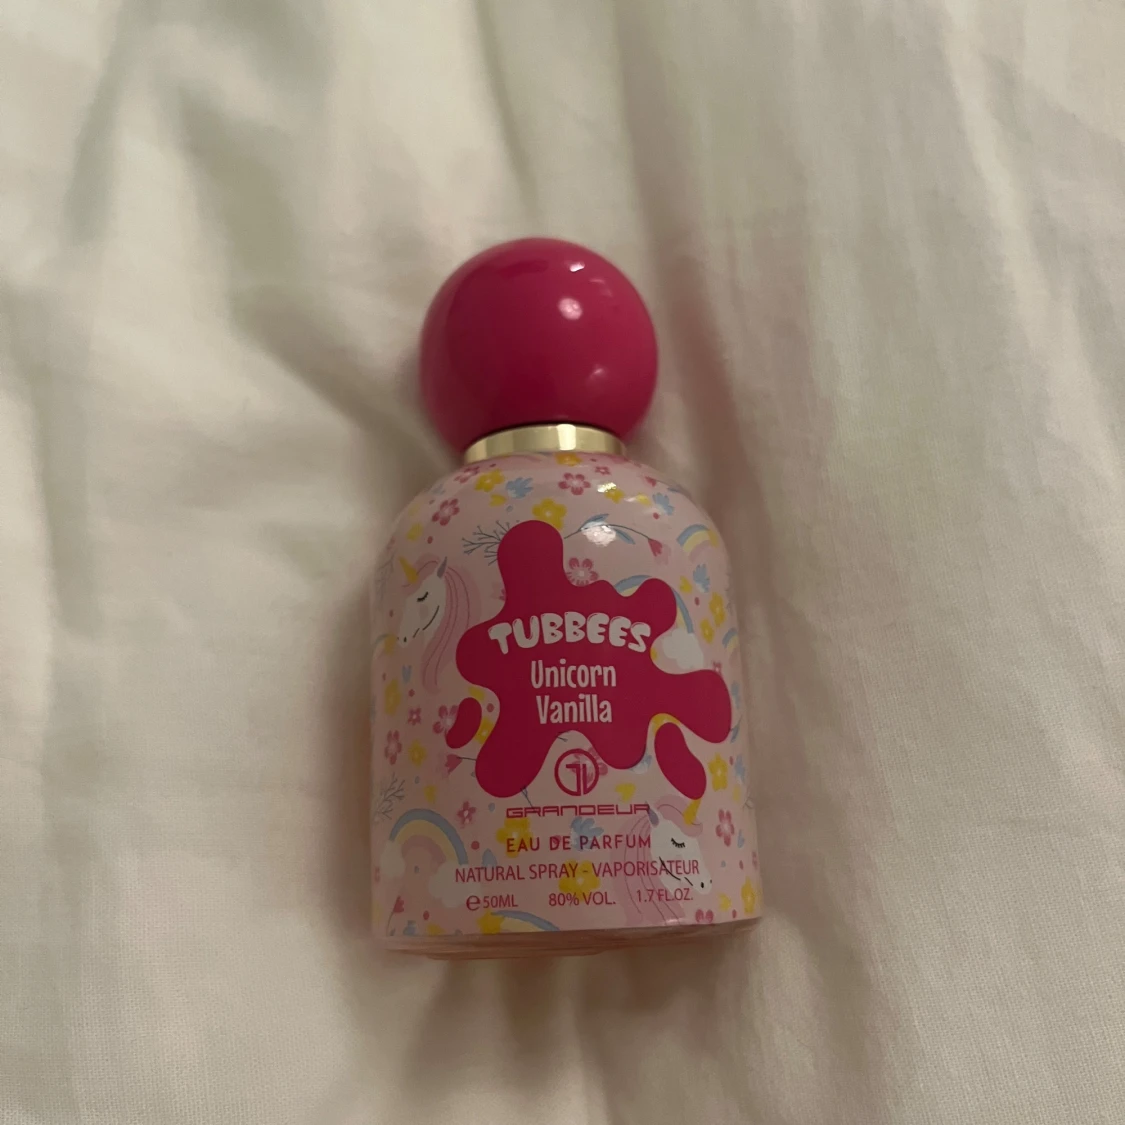 TUBBEES
Unicorn
Vanilla
GRANDEUR
EAU DE PARFUM
NATURAL SPRAY - VAPORISATEUR
℮50ML 80% VOL. 1.7 FL.OZ.